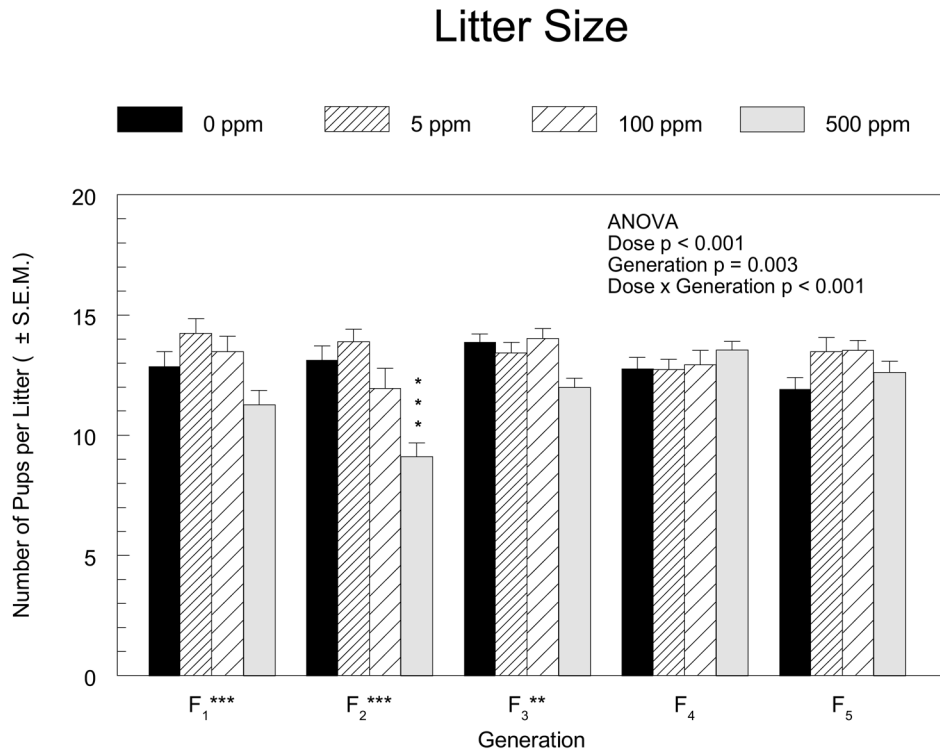 Litter Size
0 ppm 5 ppm 100 ppm 500 ppm
20
15
10
5
0
Number of Pups per Litter ( ± S.E.M.)
ANOVA
Dose p < 0.001
Generation p = 0.003
Dose x Generation p < 0.001
***
F₁*** F₂*** F₃** F₄ F₅
Generation